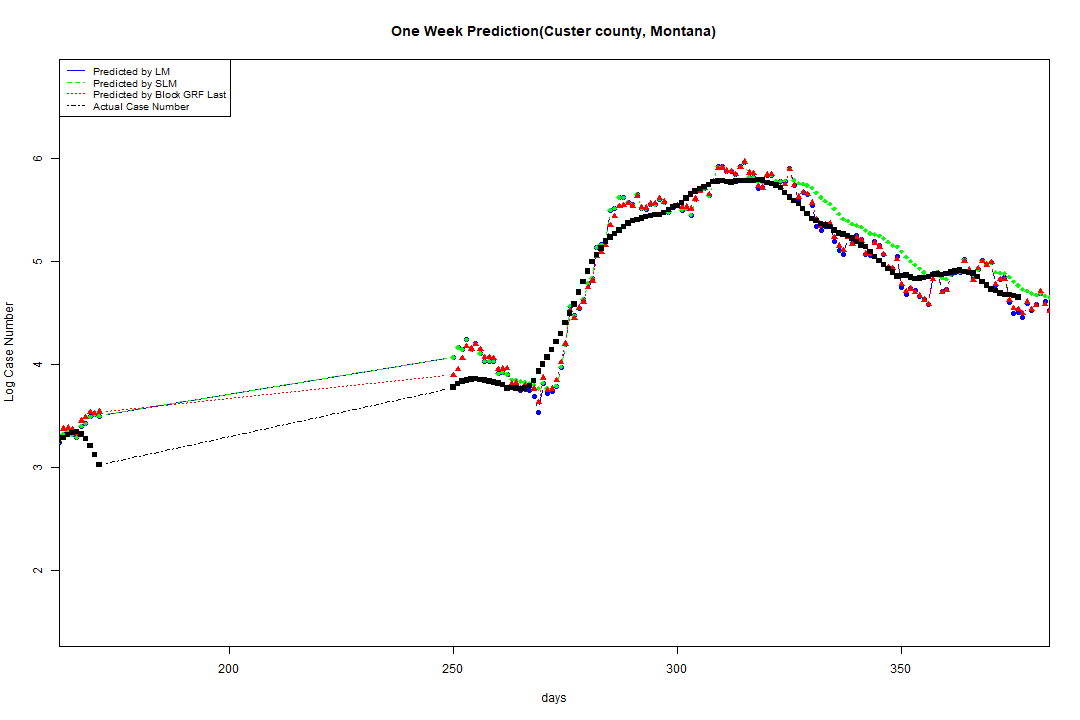 One Week Prediction(Custer county, Montana)
Predicted by LM
Predicted by SLM
Predicted by Block GRF Last
Actual Case Number
6
5
4
3
2
Log Case Number
200 250 300 350
days